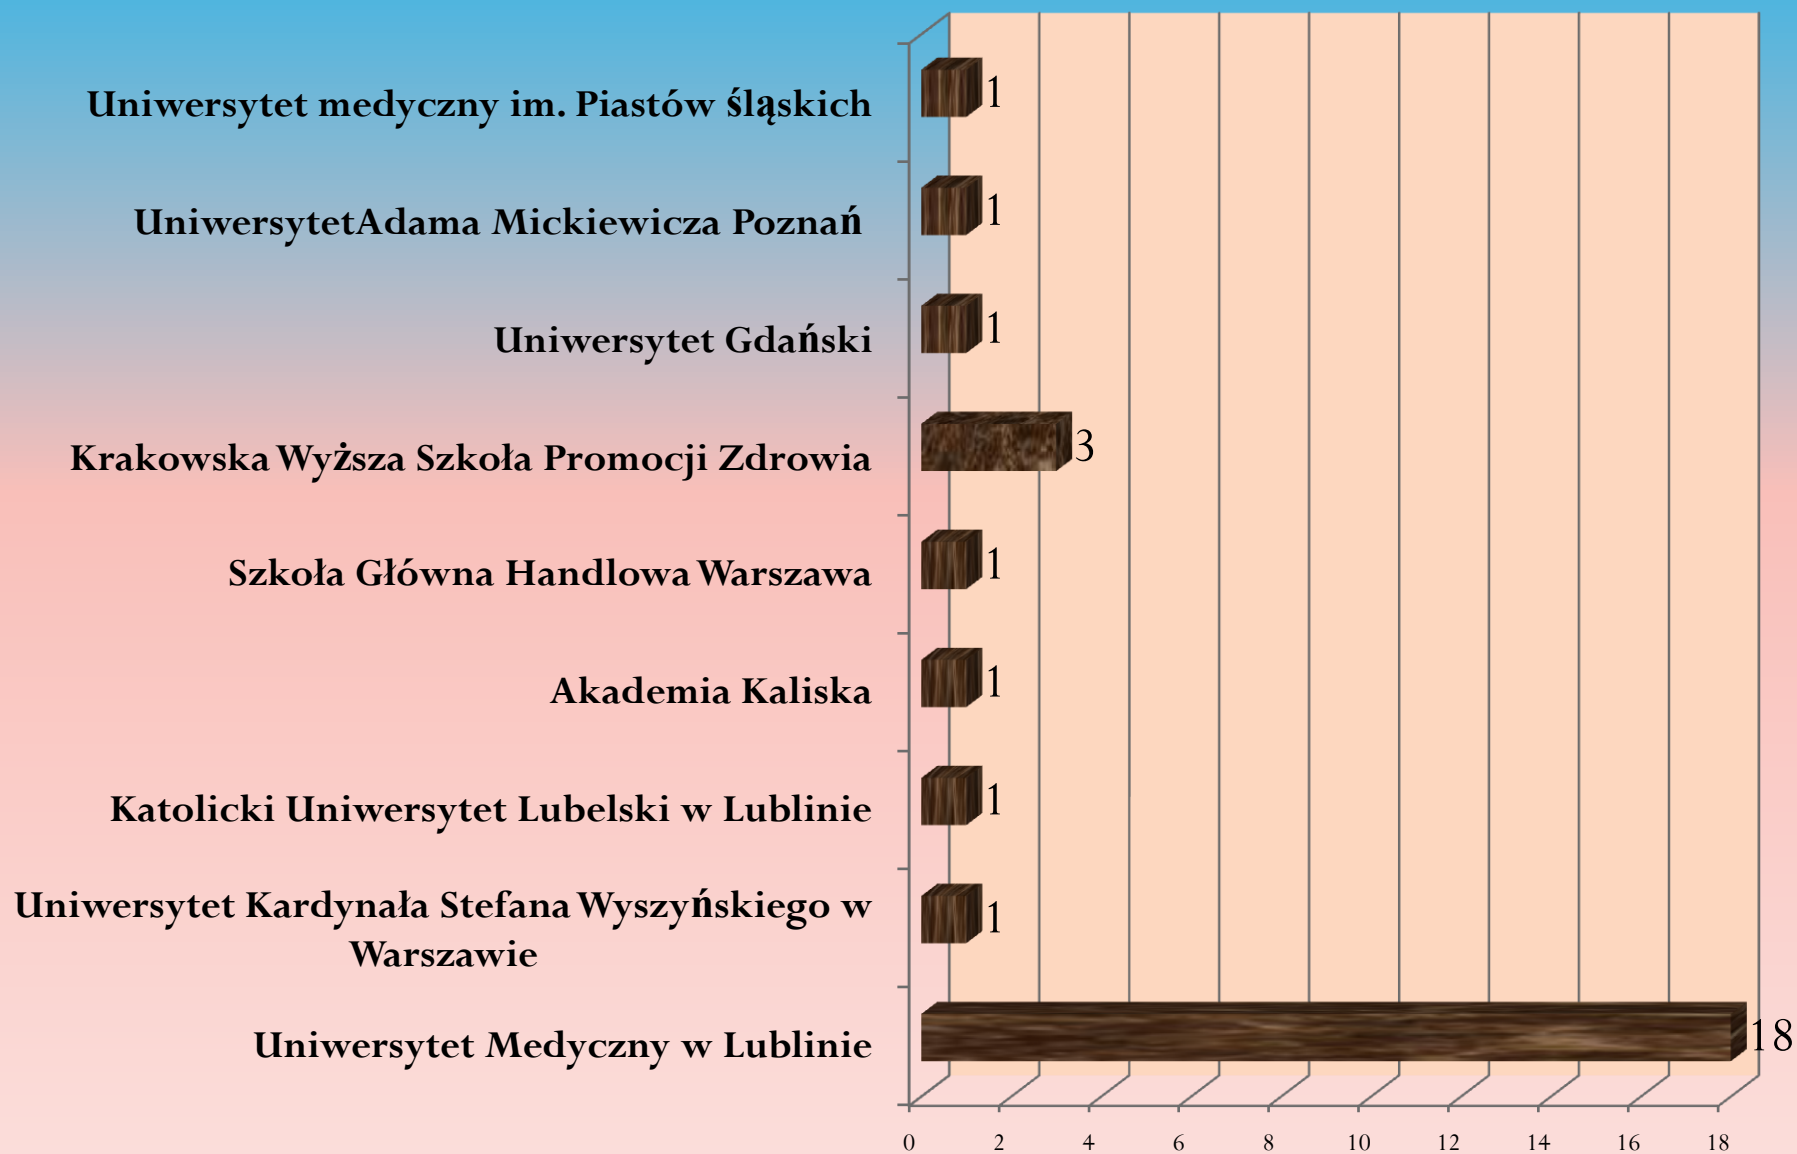 Uniwersytet medyczny im. Piastów śląskich
1
UniwersytetAdama Mickiewicza Poznań
1
Uniwersytet Gdański
1
Krakowska Wyższa Szkoła Promocji Zdrowia
3
Szkoła Główna Handlowa Warszawa
1
Akademia Kaliska
1
Katolicki Uniwersytet Lubelski w Lublinie
1
Uniwersytet Kardynała Stefana Wyszyńskiego w
Warszawie
1
Uniwersytet Medyczny w Lublinie
18
0 2 4 6 8 10 12 14 16 18